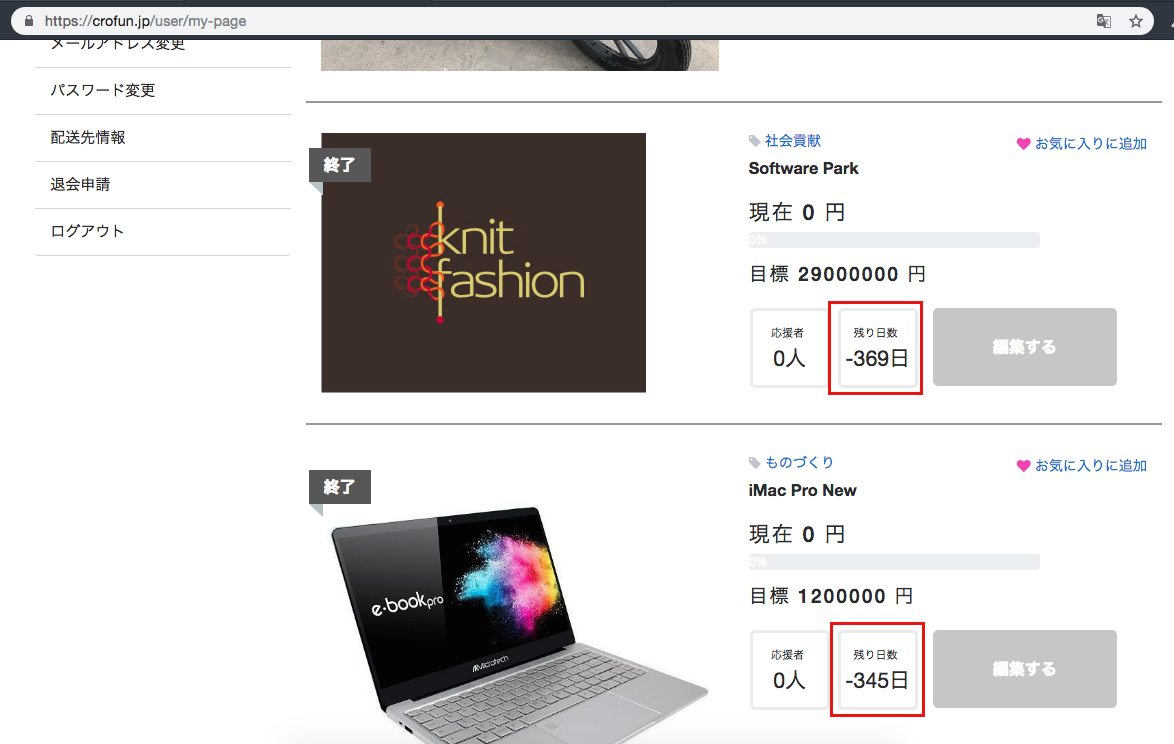 https://crofun.jp/user/my-page
メールアドレス変更
パスワード変更
配送先情報
退会申請
ログアウト
終了
knit
fashion
社会貢献
お気に入りに追加
Software Park
現在 0 円
0%
目標 29000000 円
応援者
0人
残り日数
-369日
編集する
終了
e-bookpro
Microtech
ものづくり
お気に入りに追加
iMac Pro New
現在 0 円
0%
目標 1200000 円
応援者
0人
残り日数
-345日
編集する